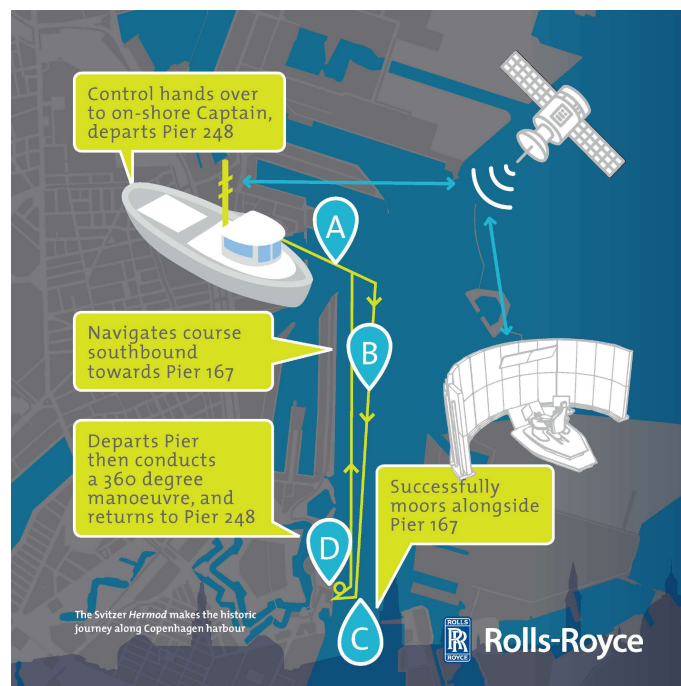 Control hands over
to on-shore Captain,
departs Pier 248
A
Navigates course
southbound
towards Pier 167
B
Departs Pier
then conducts
a 360 degree
manoeuvre, and
returns to Pier 248
Successfully
moors alongside
Pier 167
D
C
The Svitzer Hermod makes the historic
journey along Copenhagen harbour
ROLLS
RR
ROYCE
Rolls-Royce